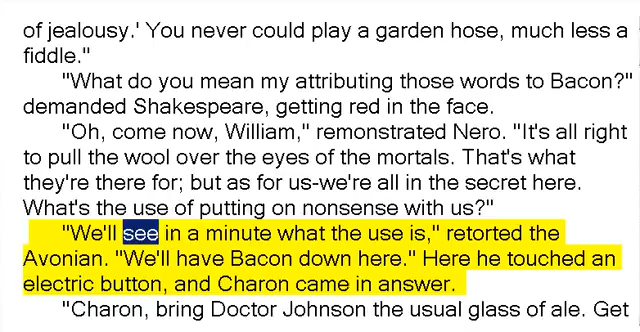 of jealousy.' You never could play a garden hose, much less a
fiddle."
"What do you mean my attributing those words to Bacon?"
demanded Shakespeare, getting red in the face.
"Oh, come now, William," remonstrated Nero. "It's all right
to pull the wool over the eyes of the mortals. That's what
they're there for; but as for us-we're all in the secret here.
What's the use of putting on nonsense with us?"
"We'll see in a minute what the use is," retorted the
Avonian. "We'll have Bacon down here." Here he touched an
electric button, and Charon came in answer.
"Charon, bring Doctor Johnson the usual glass of ale. Get